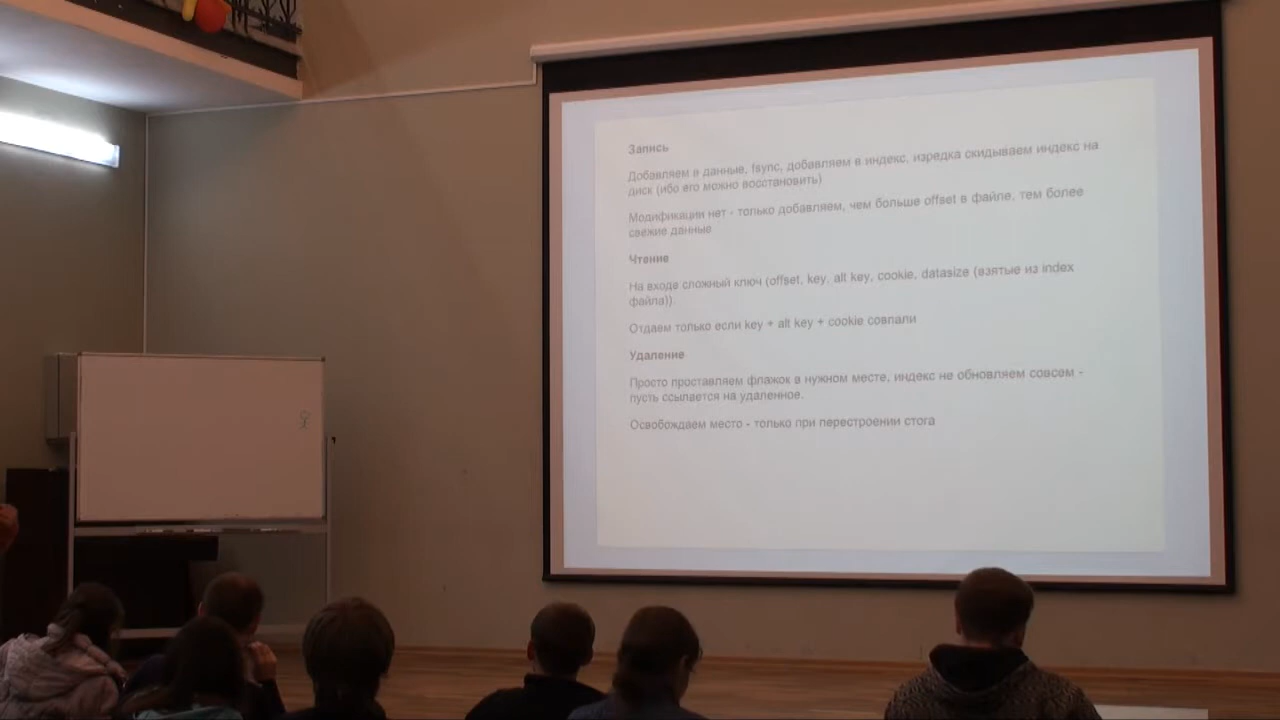 Запись
Добавляем в данные, fsync, добавляем в индекс, изредка скидываем индекс на
диск (ибо его можно восстановить)
Модификации нет - только добавляем, чем больше offset в файле, тем более
свежие данные
Чтение
На входе сложный ключ (offset, key, alt key, cookie, datasize (взятые из index
файла)).
Отдаем только если key + alt key + cookie совпали
Удаление
Просто проставляем флажок в нужном месте, индекс не обновляем совсем -
пусть ссылается на удаленное.
Освобождаем место - только при перестроении стога